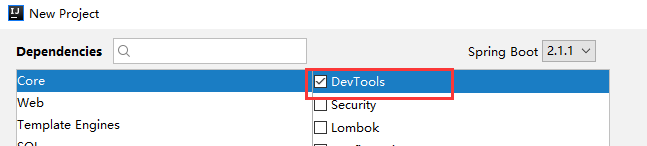 New Project
Dependencies
Spring Boot 2.1.1
Core
DevTools
Web
Security
Template Engines
Lombok